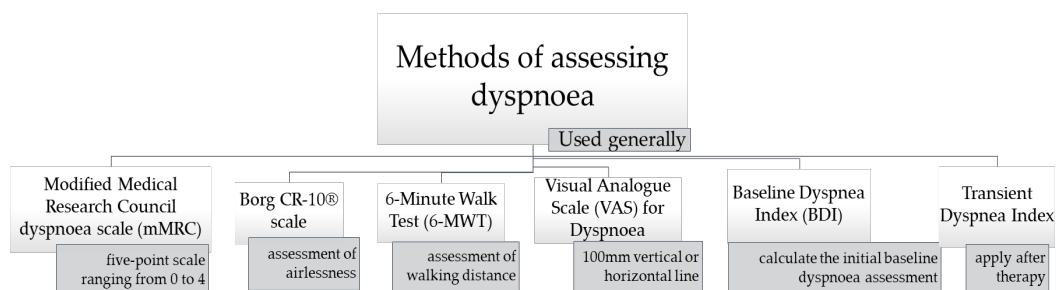 Methods of assessing
dyspnoea
Used generally
Modified Medical
Research Council
dyspnoea scale (mMRC)
five-point scale
ranging from 0 to 4
Borg CR-10®
scale
assessment of
airlessness
6-Minute Walk
Test (6-MWT)
assessment of
walking distance
Visual Analogue
Scale (VAS) for
Dyspnoea
100mm vertical or
horizontal line
Baseline Dyspnea
Index (BDI)
calculate the initial baseline
dyspnoea assessment
Transient
Dyspnea Index
apply after
therapy